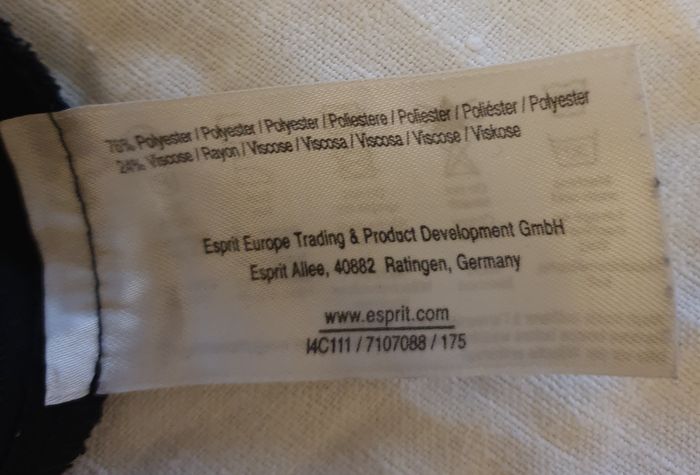 76% Polyester / Polyester / Polyester / Poliestere / Poliester / Poliéster / Polyester
24% Viscose / Rayon / Viscose / Viscosa / Viscosa / Viscose / Viskose
Esprit Europe Trading & Product Development GmbH
Esprit Allee, 40882 Ratingen, Germany
www.esprit.com
I4C111 / 7107088 / 175